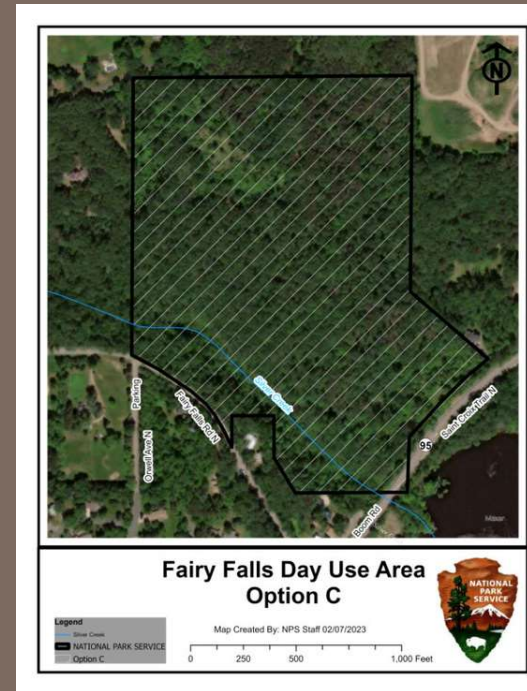 N
Silver Creek
Parking
Orwell Ave N
Fairy Falls Rd N
Saint Croix Trail N
95
Boom Rd
Maxar
Fairy Falls Day Use Area
Option C
Map Created By: NPS Staff 02/07/2023
Legend
Silver Creek
NATIONAL PARK SERVICE
Option C
0 250 500 1,000 Feet
NATIONAL
PARK
SERVICE